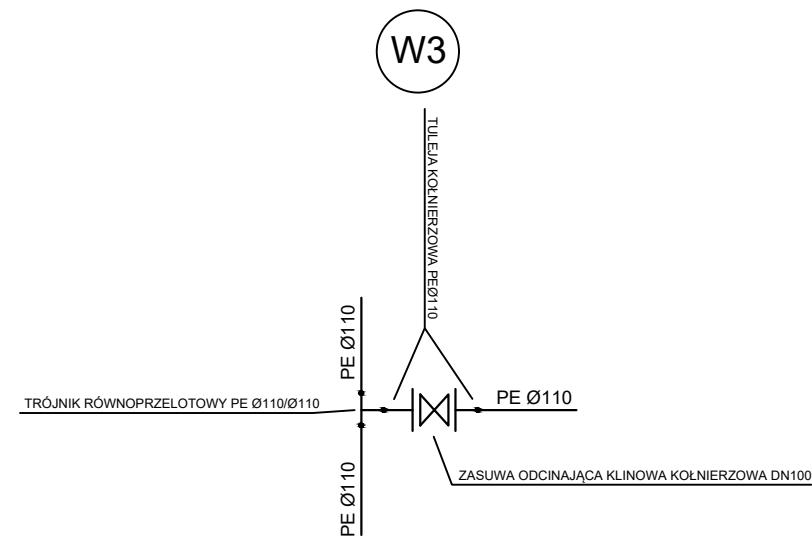 W3
TULEJA KOŁNIERZOWA PEØ110
PE Ø110
TRÓJNIK RÓWNOPRZELOTOWY PE Ø110/Ø110
PE Ø110
PE Ø110
ZASUWA ODCINAJĄCA KLINOWA KOŁNIERZOWA DN100